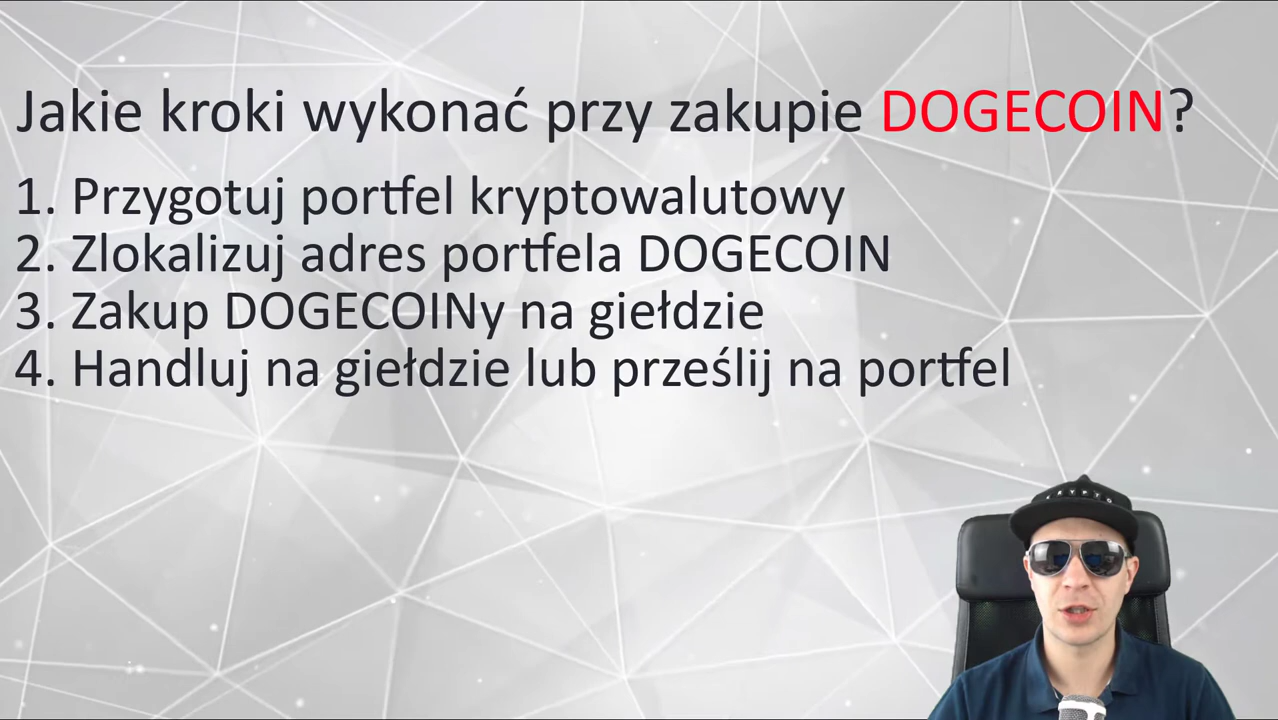 Jakie kroki wykonać przy zakupie DOGECOIN?
1. Przygotuj portfel kryptowalutowy
2. Zlokalizuj adres portfela DOGECOIN
3. Zakup DOGECOINy na giełdzie
4. Handluj na giełdzie lub prześlij na portfel
KRYPTO